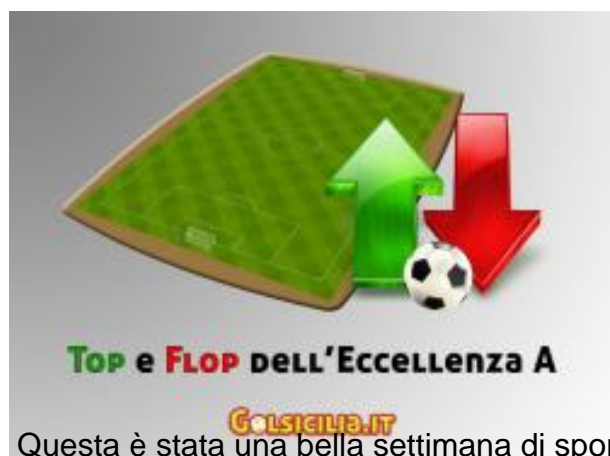 Top e Flop dell'Eccellenza A
Golsicilia.it
Questa è stata una bella settimana di spor